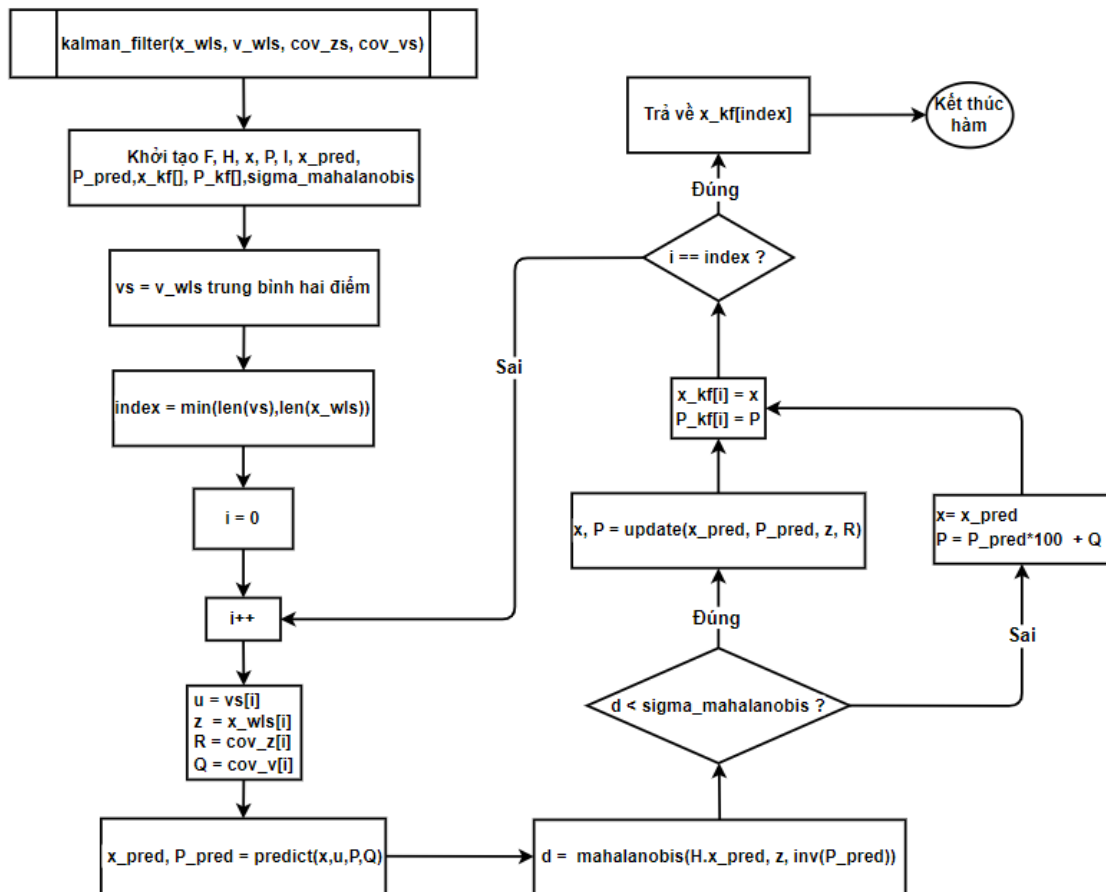 kalman_filter(x_wls, v_wls, cov_zs, cov_vs)
Khởi tạo F, H, x, P, I, x_pred,
P_pred,x_kf[], P_kf[],sigma_mahalanobis
vs = v_wls trung bình hai điểm
index = min(len(vs),len(x_wls))
i = 0
i++
u = vs[i]
z = x_wls[i]
R = cov_z[i]
Q = cov_v[i]
x_pred, P_pred = predict(x,u,P,Q)
d = mahalanobis(H.x_pred, z, inv(P_pred))
d < sigma_mahalanobis ?
Đúng
Sai
x, P = update(x_pred, P_pred, z, R)
x= x_pred
P = P_pred*100 + Q
x_kf[i] = x
P_kf[i] = P
i == index ?
Sai
Đúng
Trả về x_kf[index]
Kết thúc
hàm